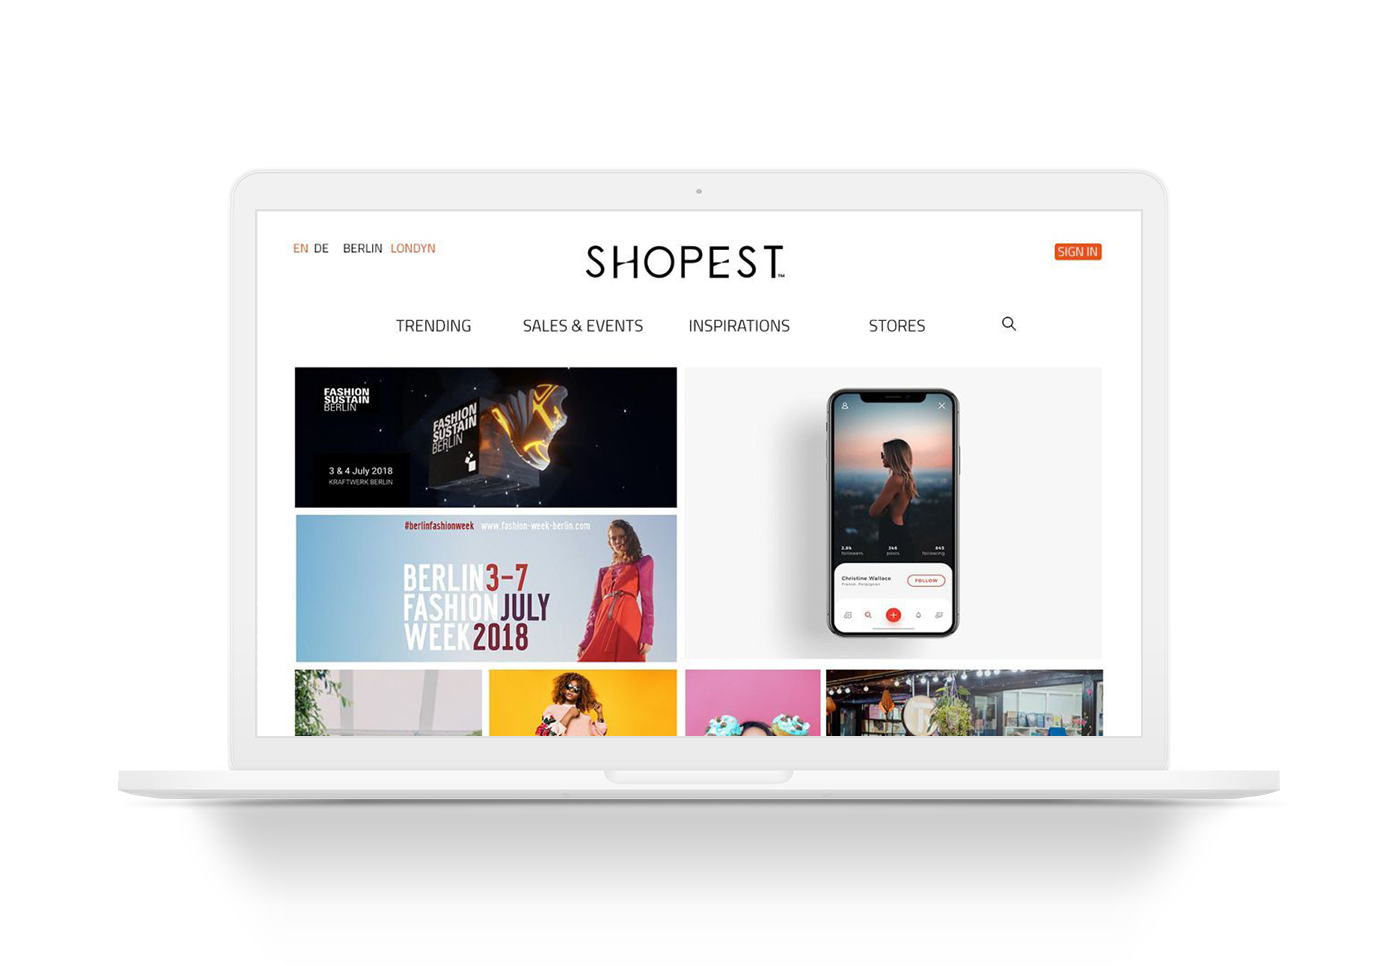 EN DE BERLIN LONDYN
SHOPEST™
SIGN IN
TRENDING SALES & EVENTS INSPIRATIONS STORES
FASHION
SUSTAIN
BERLIN
FASHION
SUSTAIN
BERLIN
3 & 4 July 2018
KRAFTWERK BERLIN
#berlinfashionweek www.fashion-week-berlin.com
BERLIN 3–7
FASHION JULY
WEEK 2018
2.8k 346 845
followers posts following
Christine Wallace
France, Perpignan
FOLLOW